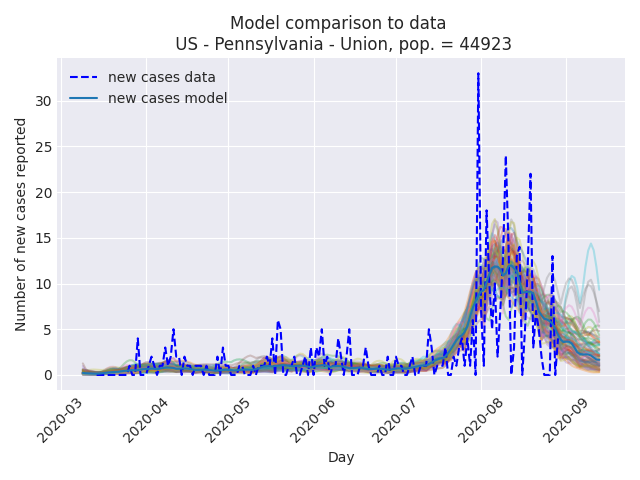 Model comparison to data
US - Pennsylvania - Union, pop. = 44923
new cases data
new cases model
Number of new cases reported
30
25
20
15
10
5
0
2020-03
2020-04
2020-05
2020-06
2020-07
2020-08
2020-09
Day